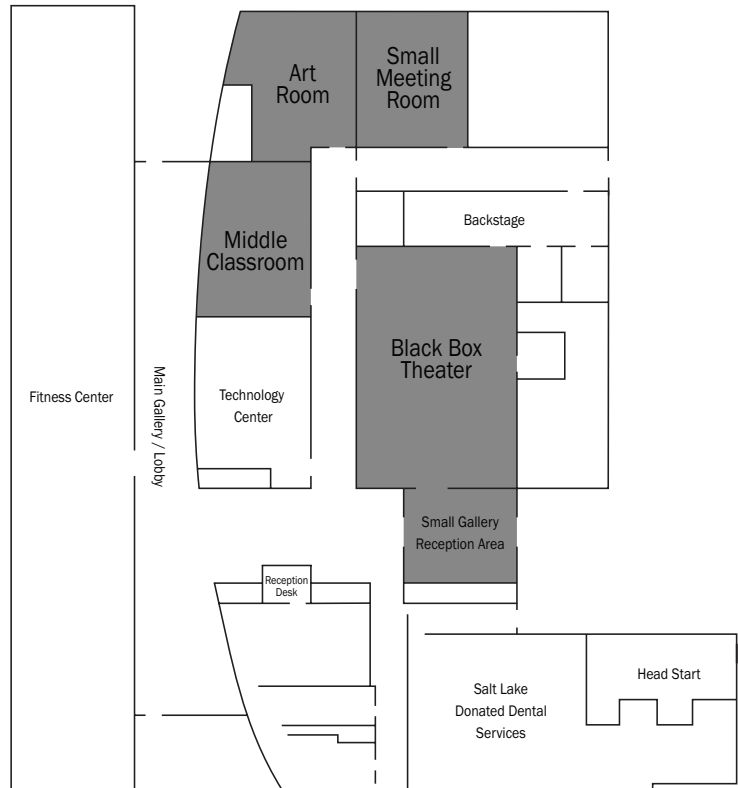 Art
Room
Small
Meeting
Room
Backstage
Middle
Classroom
Black Box
Theater
Fitness Center
Main Gallery / Lobby
Technology
Center
Small Gallery
Reception Area
Reception
Desk
Salt Lake
Donated Dental
Services
Head Start